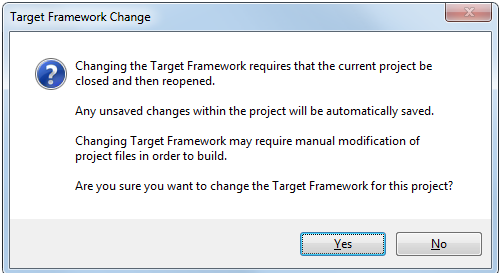 Target Framework Change
Changing the Target Framework requires that the current project be
closed and then reopened.
Any unsaved changes within the project will be automatically saved.
Changing Target Framework may require manual modification of
project files in order to build.
Are you sure you want to change the Target Framework for this project?
Yes
No